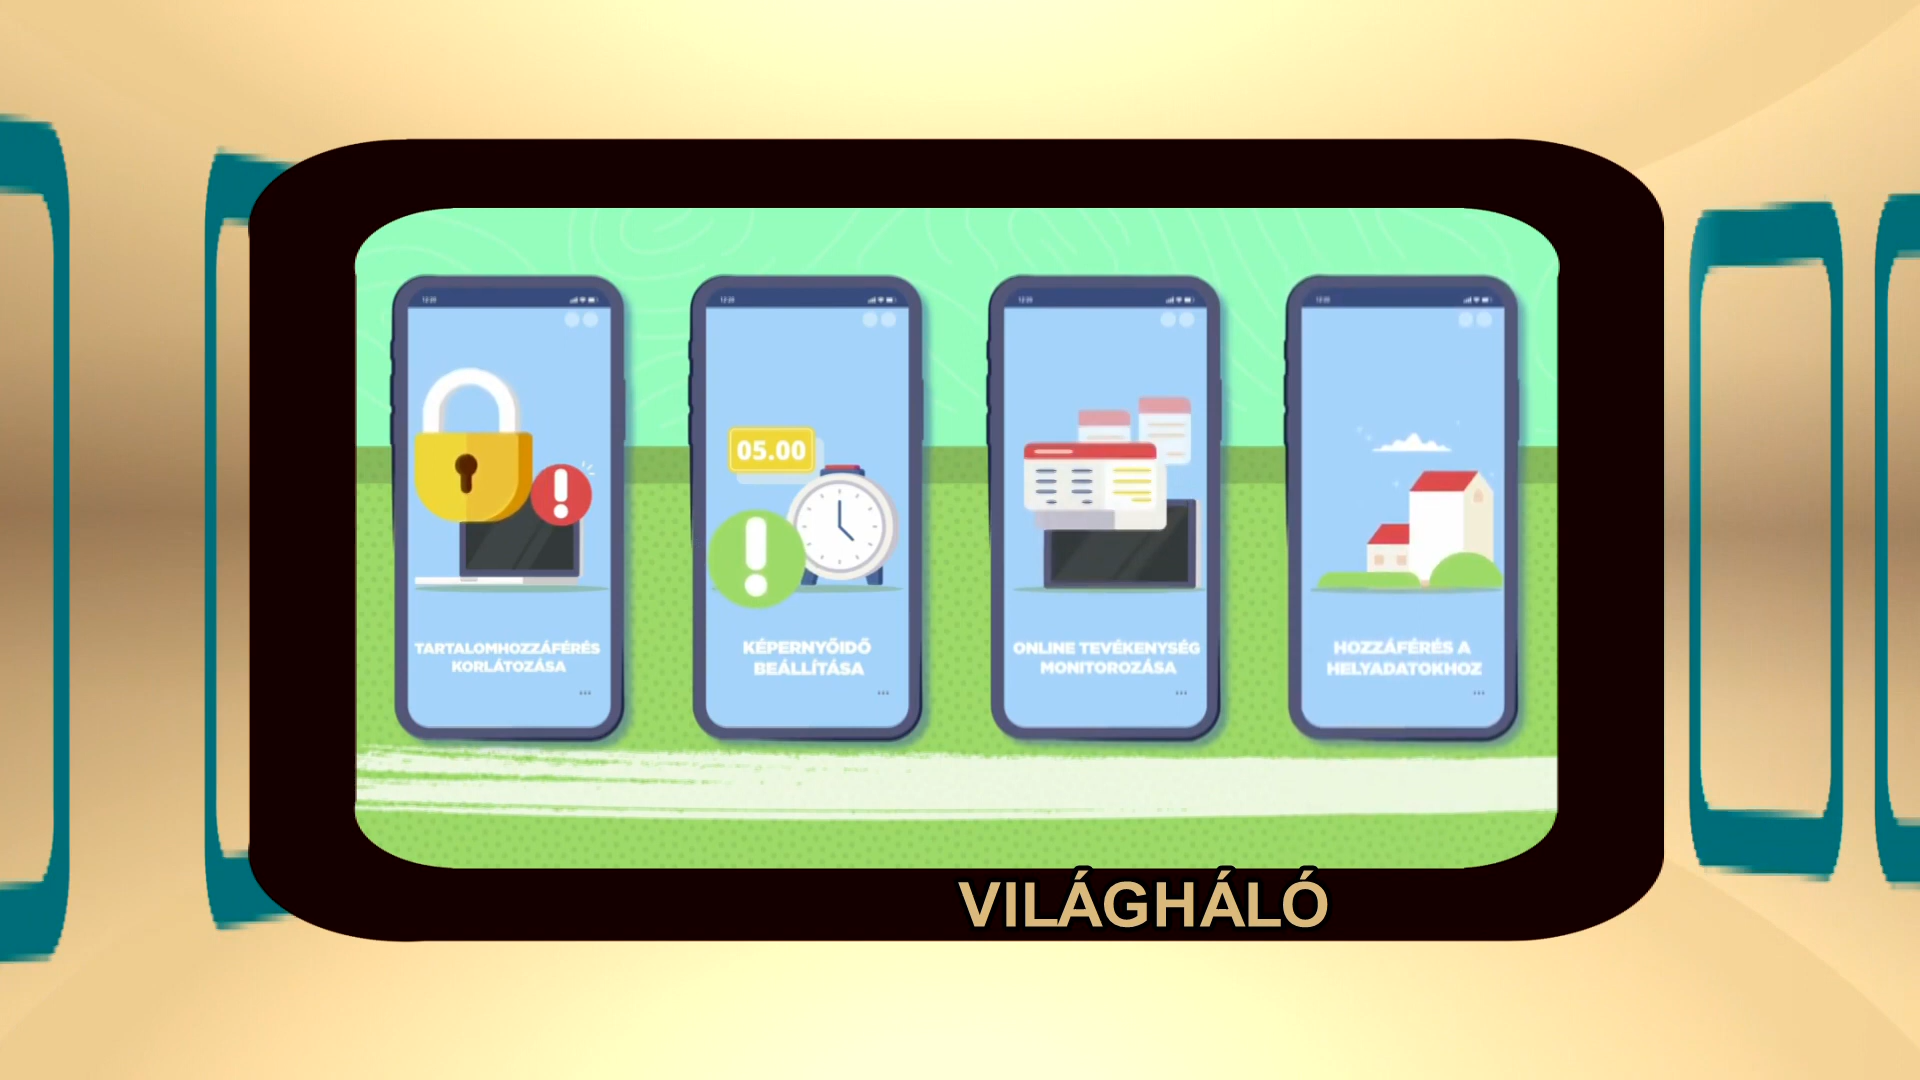 05.00
TARTALOMHOZZÁFÉRÉS
KORLÁTOZÁSA
KÉPERNYŐIDŐ
BEÁLLÍTÁSA
ONLINE TEVÉKENYSÉG
MONITOROZÁSA
HOZZÁFÉRÉS A
HELYADATOKHOZ
VILÁGHÁLÓ